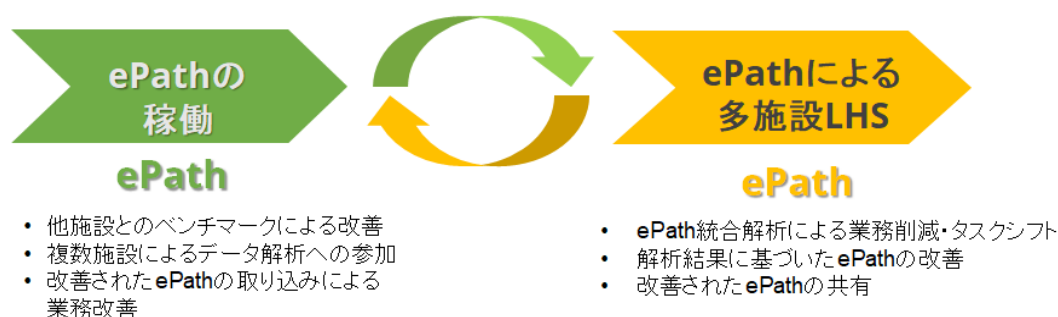 ePathの
稼働
ePath
• 他施設とのベンチマークによる改善
• 複数施設によるデータ解析への参加
• 改善されたePathの取り込みによる
業務改善
ePathによる
多施設LHS
ePath
• ePath統合解析による業務削減・タスクシフト
• 解析結果に基づいたePathの改善
• 改善されたePathの共有